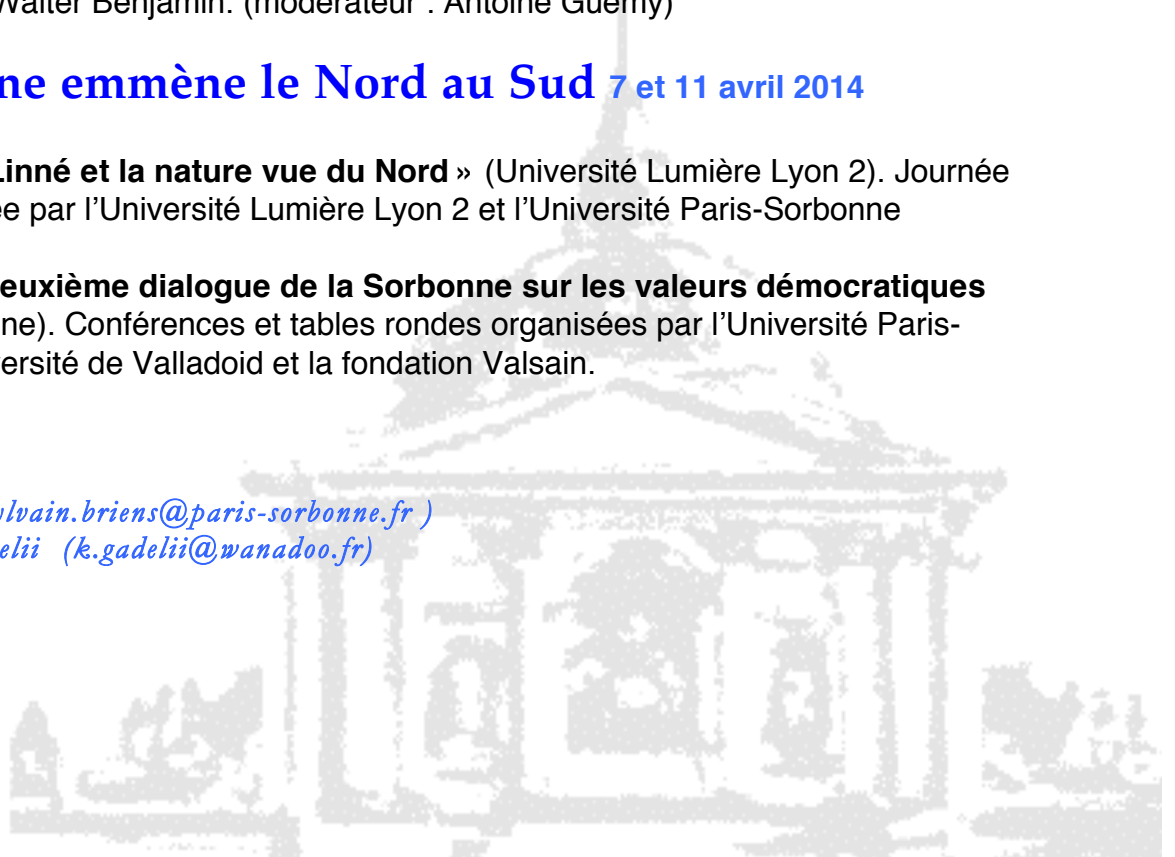 Walter Benjamin. (modérateur : Antoine Guémy)
ne emmène le Nord au Sud 7 et 11 avril 2014
Linné et la nature vue du Nord » (Université Lumière Lyon 2). Journée
ée par l’Université Lumière Lyon 2 et l’Université Paris-Sorbonne
euxième dialogue de la Sorbonne sur les valeurs démocratiques
ne). Conférences et tables rondes organisées par l’Université Paris-
ersité de Valladoid et la fondation Valsain.
ylvain.briens@paris-sorbonne.fr )
elii (k.gadelii@wanadoo.fr)